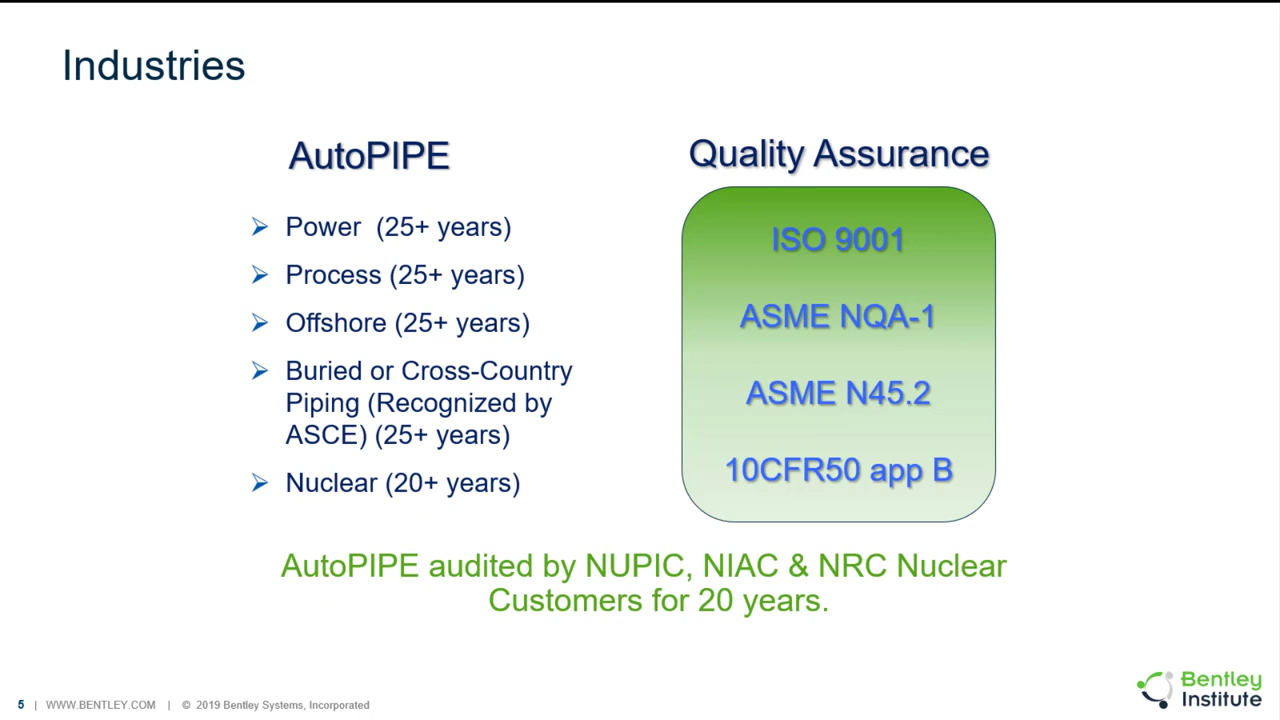 Industries
AutoPIPE
Power (25+ years)
Process (25+ years)
Offshore (25+ years)
Buried or Cross-Country
Piping (Recognized by
ASCE) (25+ years)
Nuclear (20+ years)
Quality Assurance
ISO 9001
ASME NQA-1
ASME N45.2
10CFR50 app B
AutoPIPE audited by NUPIC, NIAC & NRC Nuclear
Customers for 20 years.
5 | WWW.BENTLEY.COM | © 2019 Bentley Systems, Incorporated
Bentley
Institute